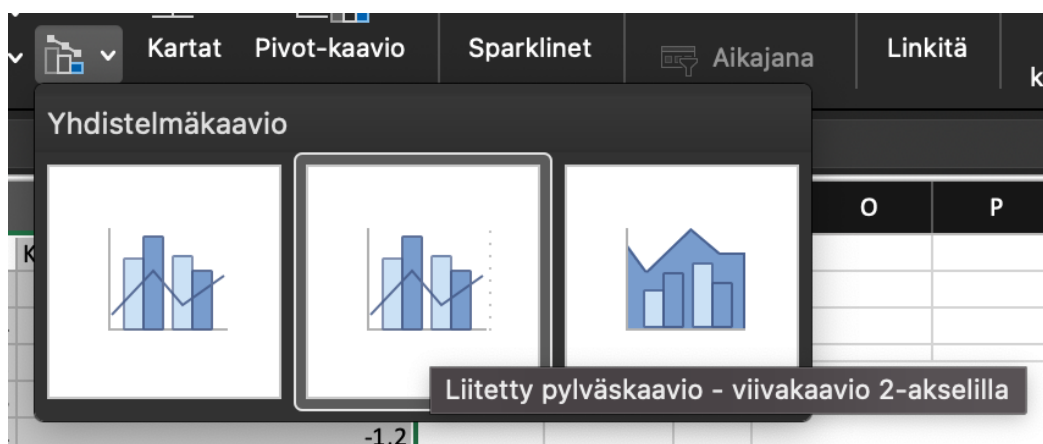 Kartat
Pivot-kaavio
Sparklinet
Aikajana
Linkitä
k
Yhdistelmäkaavio
O
P
K
Liitetty pylväskaavio - viivakaavio 2-akselilla
-1,2